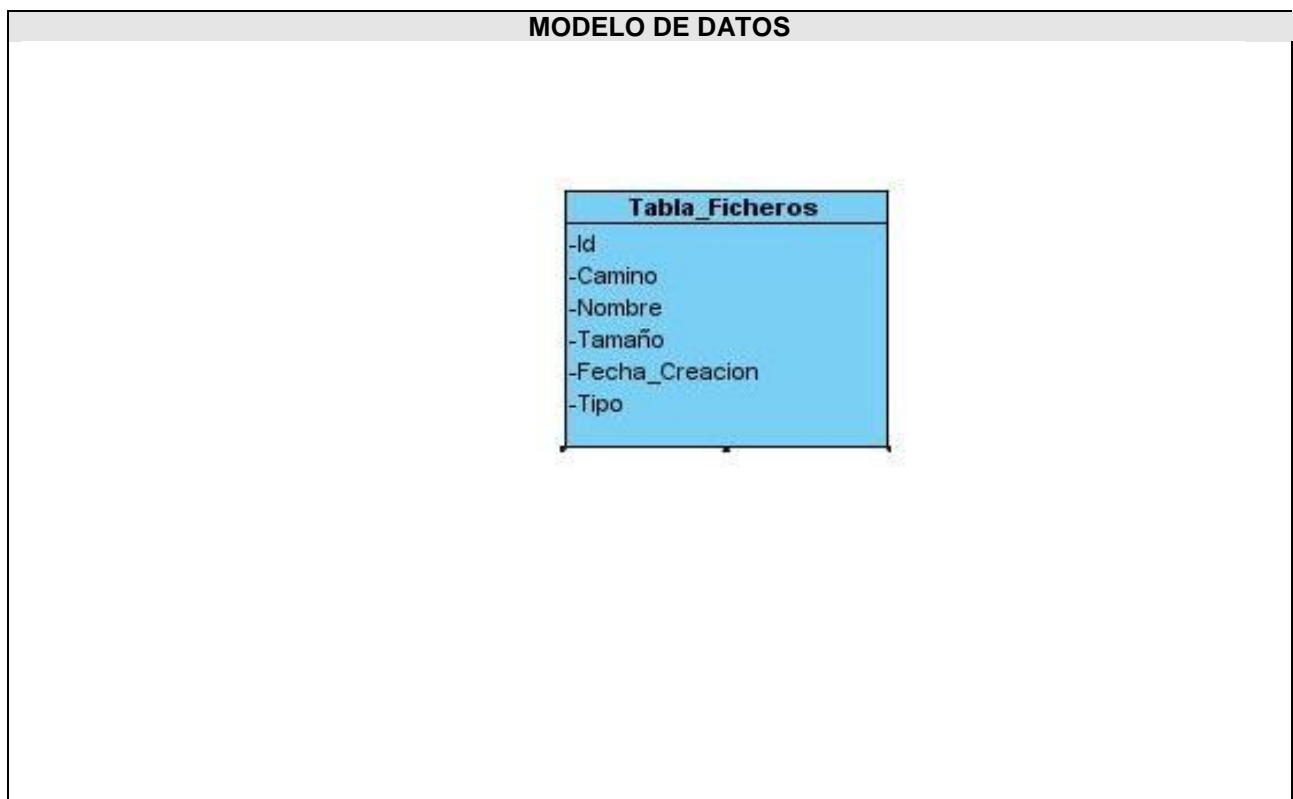 MODELO DE DATOS
Tabla_Ficheros
-Id
-Camino
-Nombre
-Tamaño
-Fecha_Creacion
-Tipo